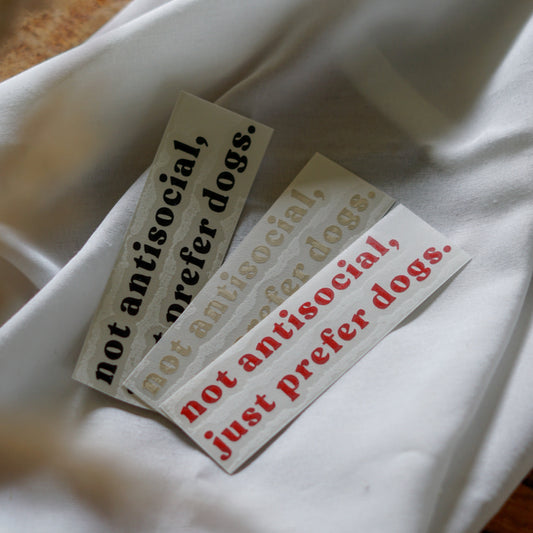 not antisocial,
prefer dogs.
not antisocial,
prefer dogs.
not antisocial,
just prefer dogs.